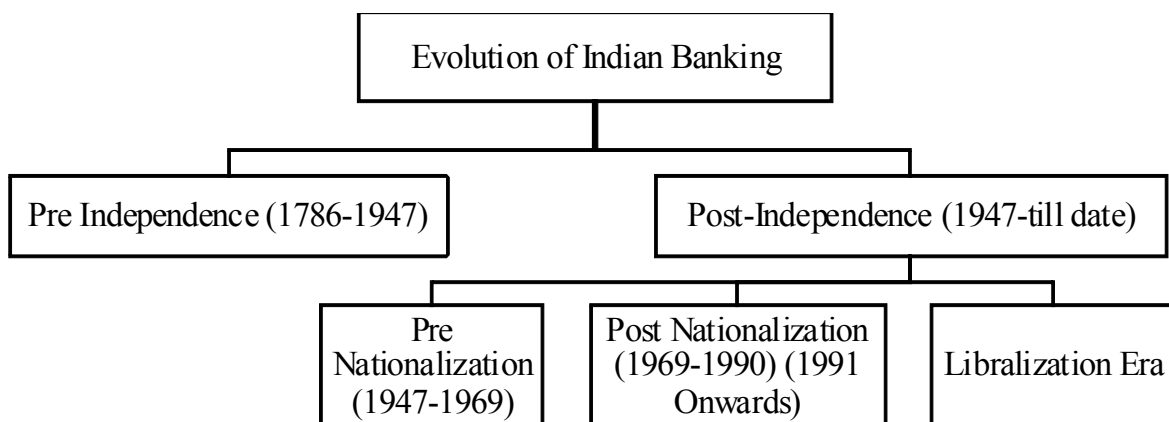 Evolution of Indian Banking
Pre Independence (1786-1947)
Post-Independence (1947-till date)
Pre
Nationalization
(1947-1969)
Post Nationalization
(1969-1990) (1991
Onwards)
Libralization Era